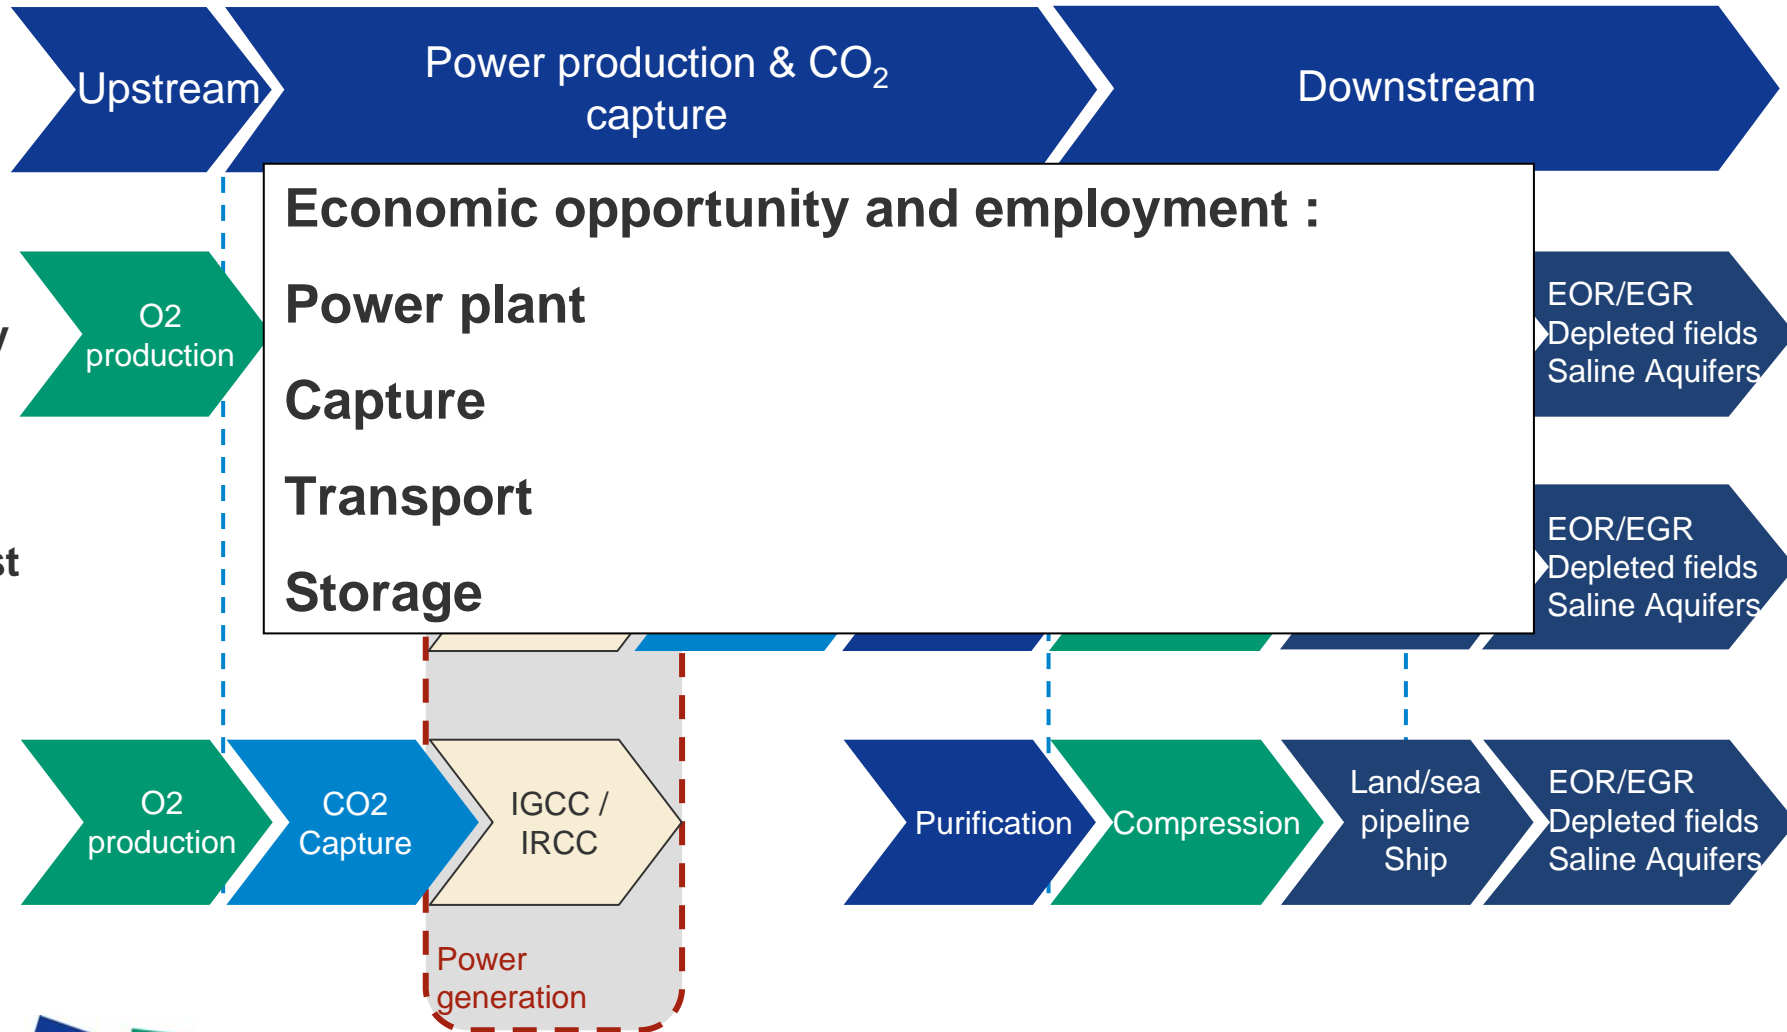 Upstream
Power production & CO₂
capture
Downstream
Economic opportunity and employment :
Power plant
Capture
Transport
Storage
O2
production
EOR/EGR
Depleted fields
Saline Aquifers
EOR/EGR
Depleted fields
Saline Aquifers
O2
production
CO2
Capture
IGCC /
IRCC
Purification
Compression
Land/sea
pipeline
Ship
EOR/EGR
Depleted fields
Saline Aquifers
Power
generation